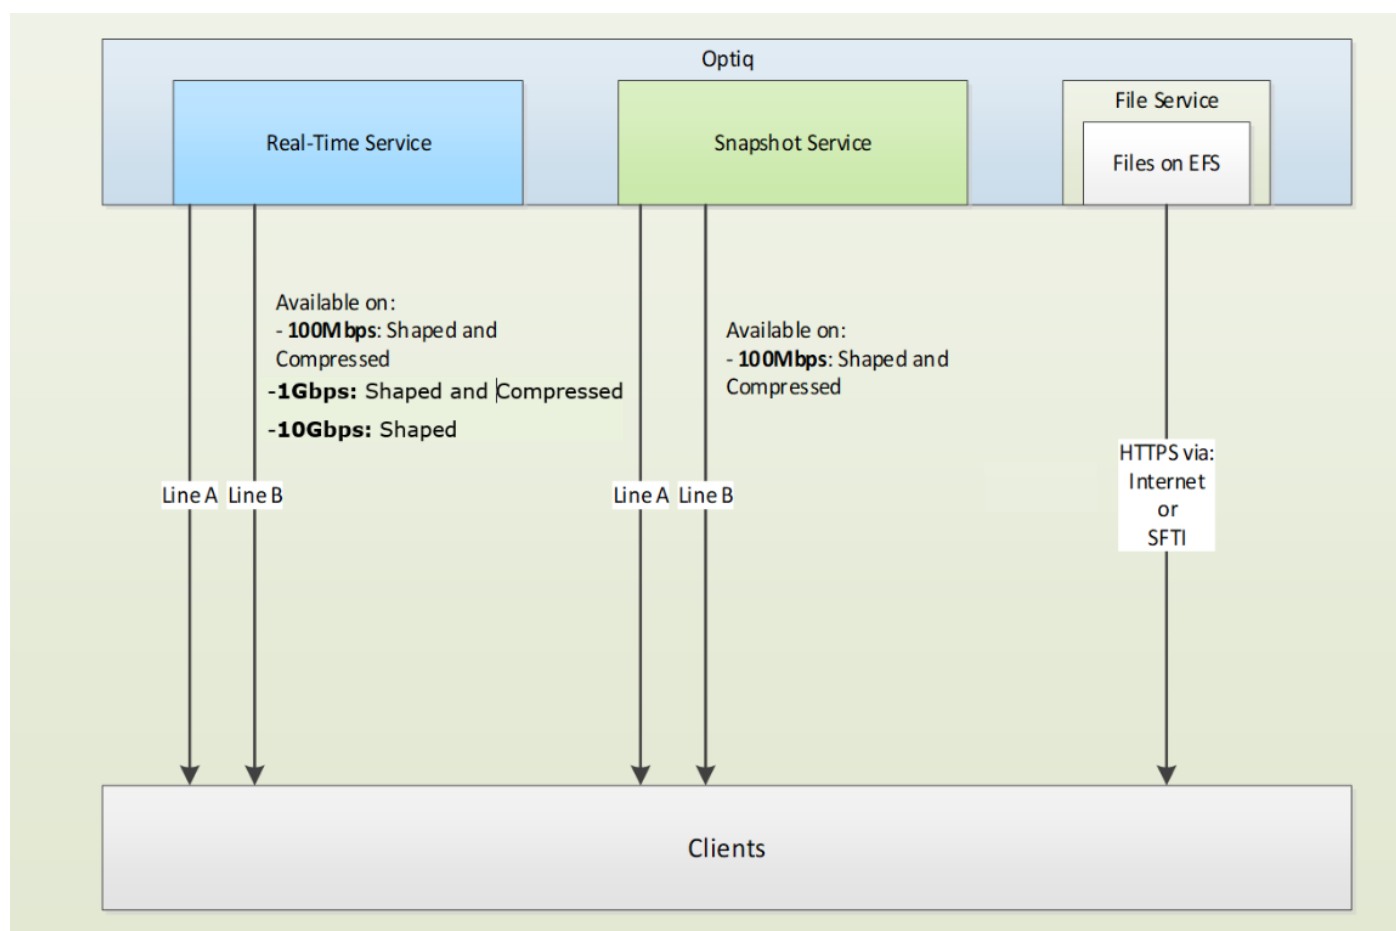 Optiq
Real-Time Service
Snapshot Service
File Service
Files on EFS
Available on:
- 100Mbps: Shaped and
Compressed
-1Gbps: Shaped and Compressed
-10Gbps: Shaped
Available on:
- 100Mbps: Shaped and
Compressed
HTTPS via:
Internet
or
SFTI
Line A
Line B
Line A
Line B
Clients